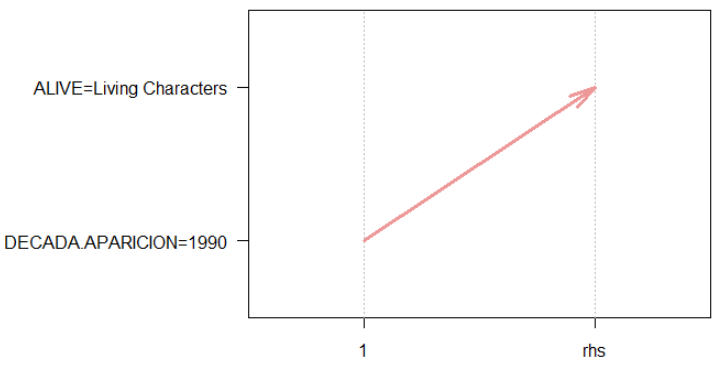 ALIVE=Living Characters
DECADA.APARICION=1990
1
rhs